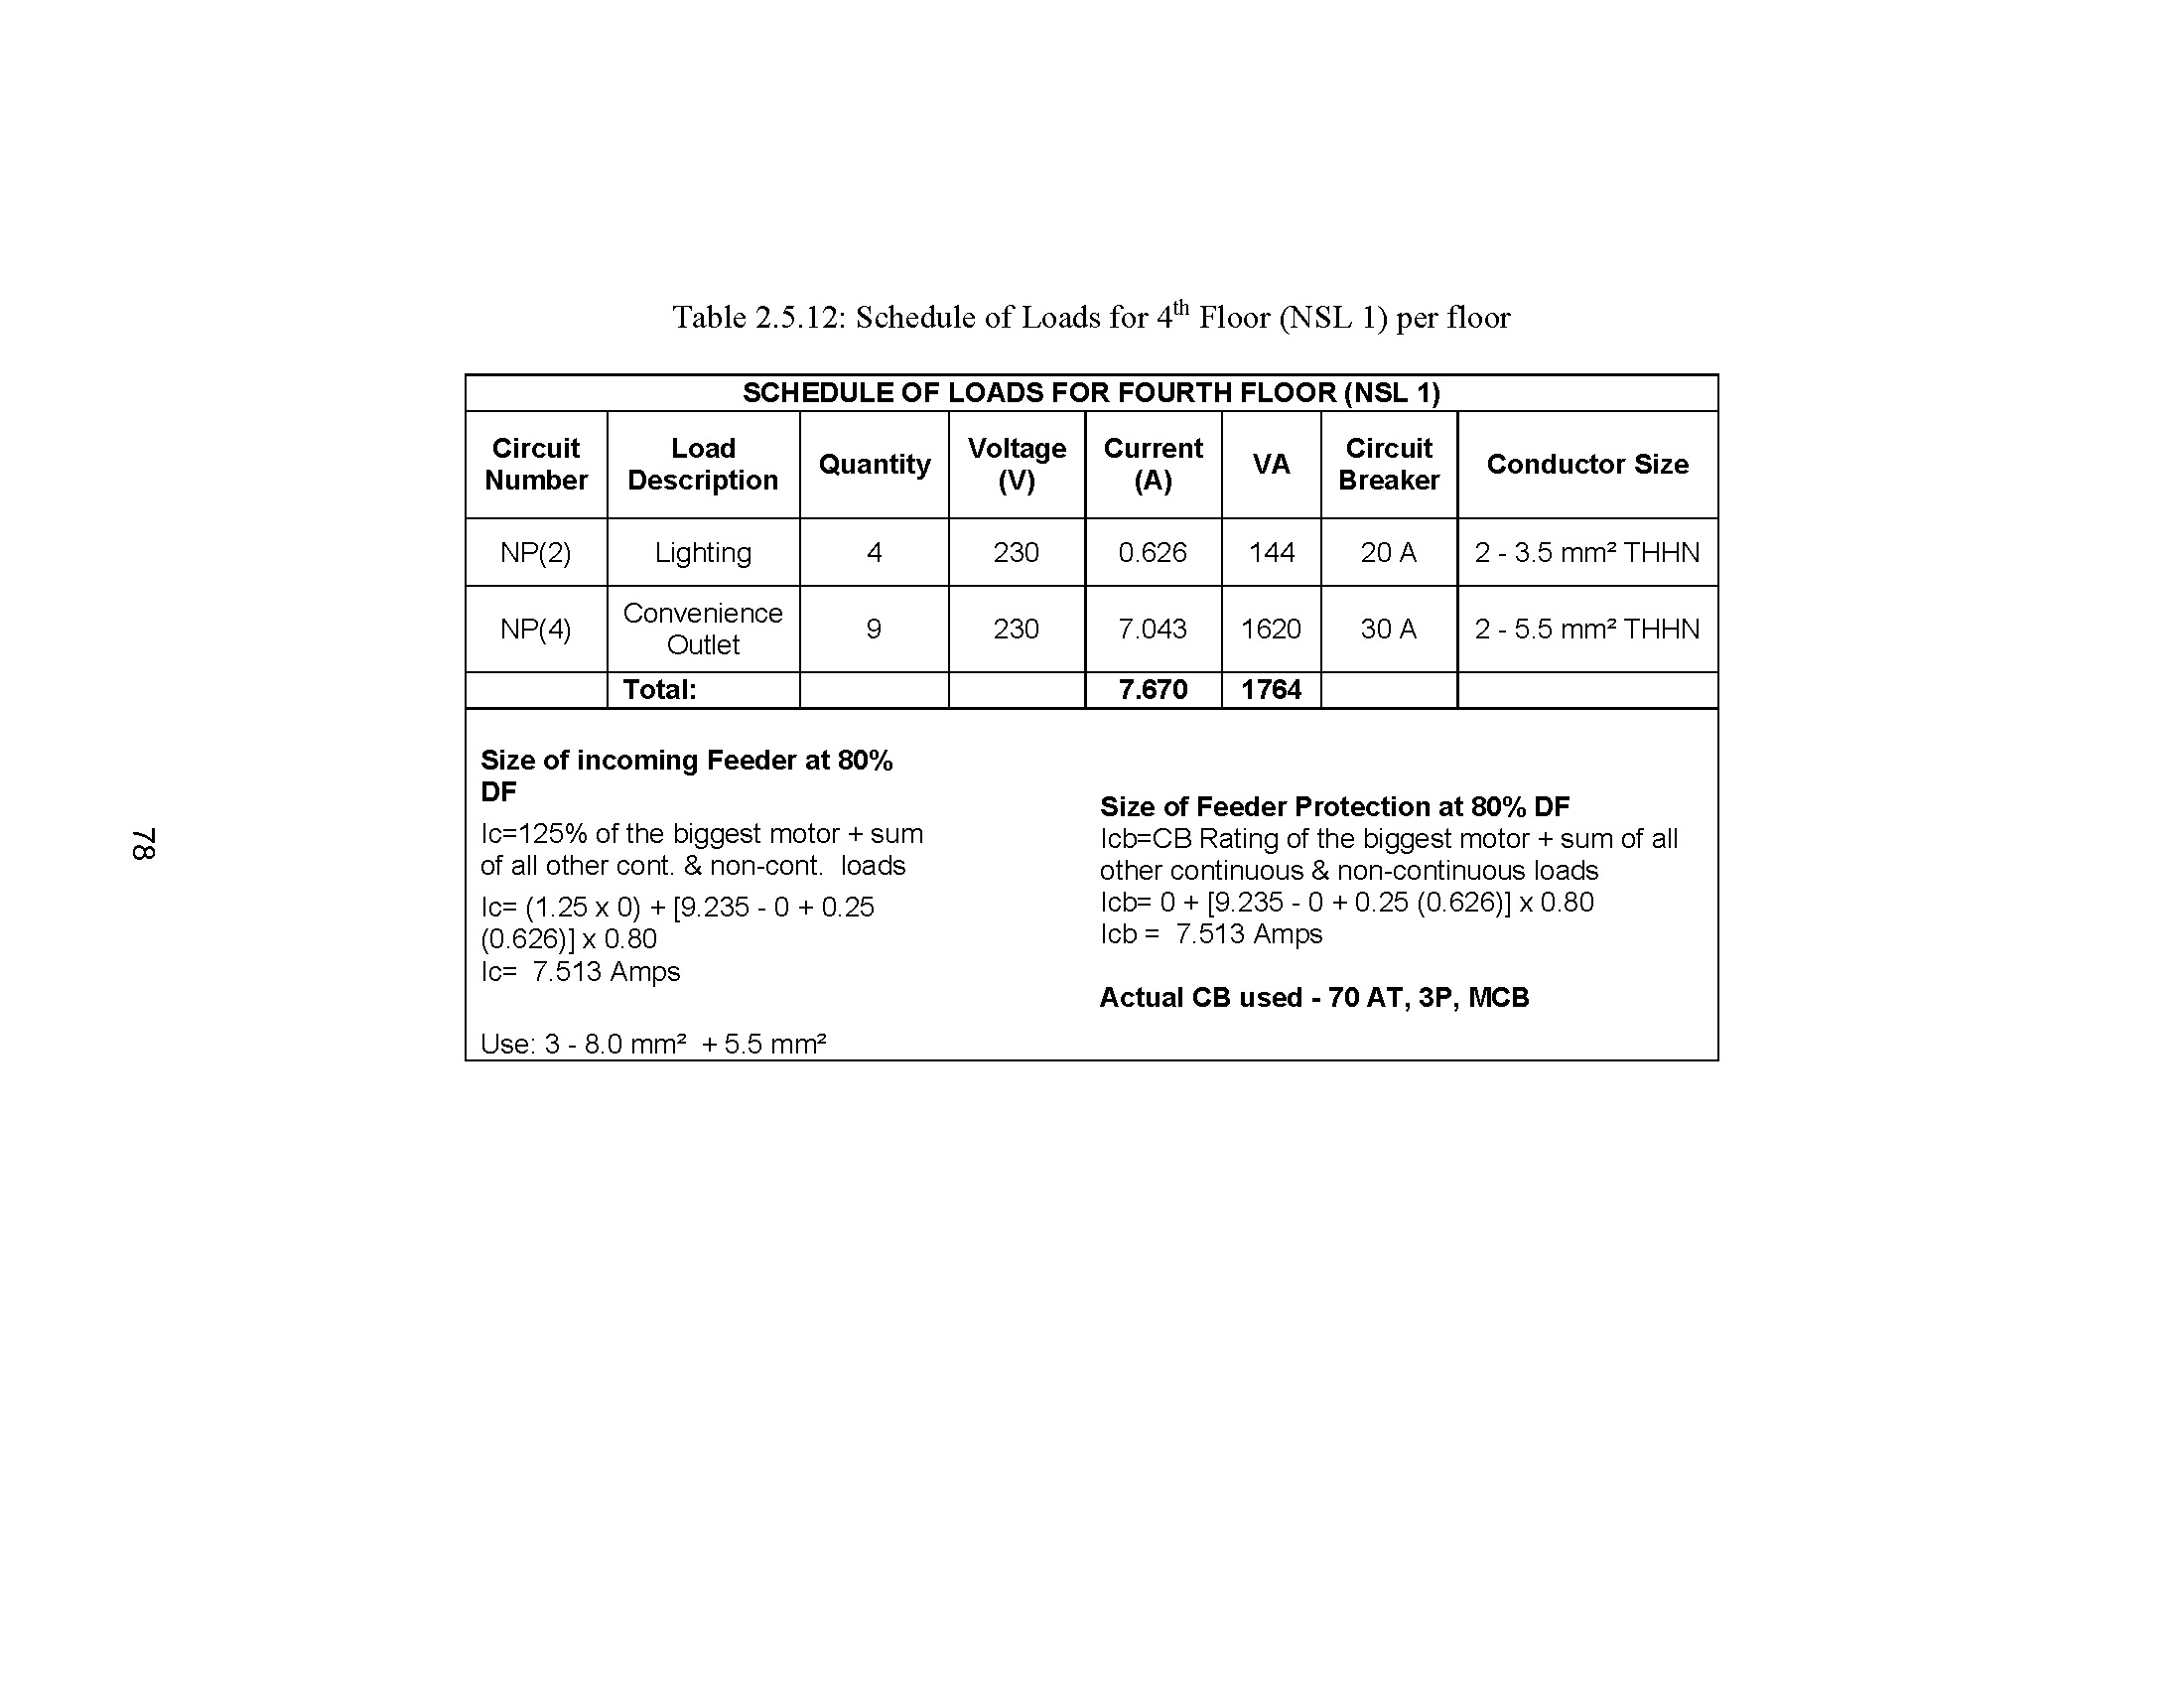 Table 2.5.12: Schedule of Loads for 4th Floor (NSL 1) per floor
SCHEDULE OF LOADS FOR FOURTH FLOOR (NSL 1)
Circuit Number Load Description Quantity Voltage (V) Current (A) VA Circuit Breaker Conductor Size
NP(2) Lighting 4 230 0.626 144 20 A 2 - 3.5 mm² THHN
NP(4) Convenience Outlet 9 230 7.043 1620 30 A 2 - 5.5 mm² THHN
Total: 7.670 1764
Size of incoming Feeder at 80%
DF
Ic=125% of the biggest motor + sum
of all other cont. & non-cont.  loads
Ic= (1.25 x 0) + [9.235 - 0 + 0.25
(0.626)] x 0.80
Ic=  7.513 Amps
Use: 3 - 8.0 mm²  + 5.5 mm²
Size of Feeder Protection at 80% DF
Icb=CB Rating of the biggest motor + sum of all
other continuous & non-continuous loads
Icb= 0 + [9.235 - 0 + 0.25 (0.626)] x 0.80
Icb =  7.513 Amps
Actual CB used - 70 AT, 3P, MCB
78